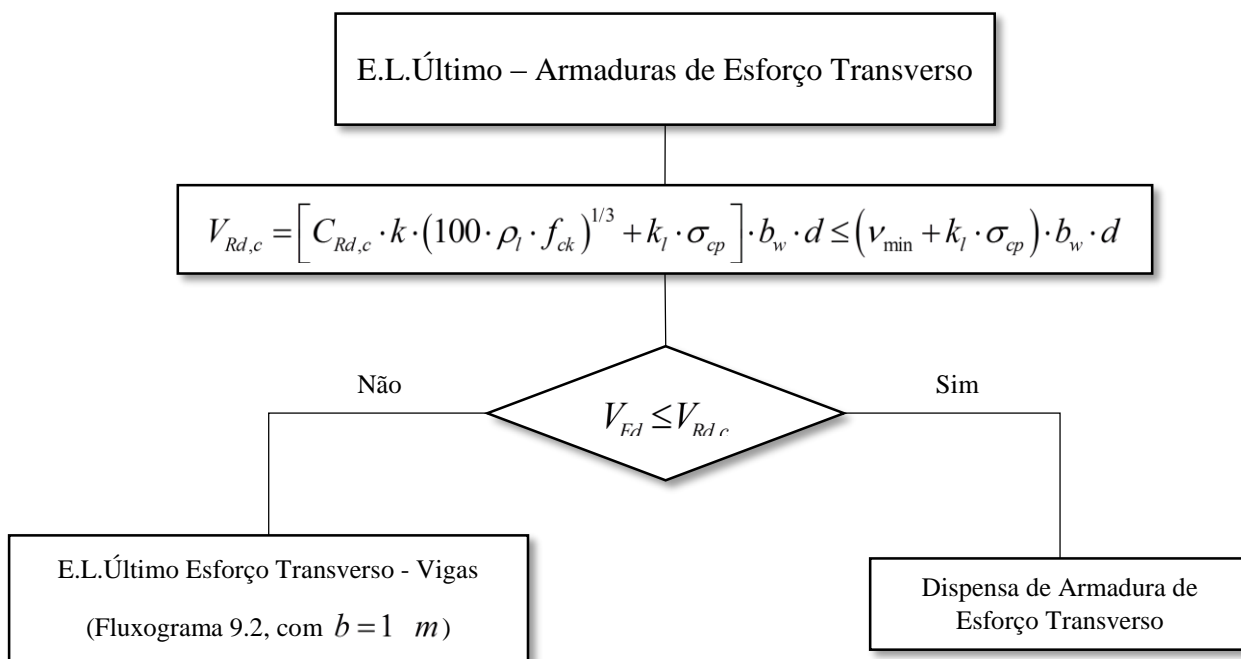 E.L.Último – Armaduras de Esforço Transverso
V_{Rd,c} = [C_{Rd,c} · k · (100 · ρ_l · f_{ck})^{1/3} + k_l · σ_{cp}] · b_w · d ≤ (ν_{min} + k_l · σ_{cp}) · b_w · d
Não
Sim
V_{Ed} ≤ V_{Rd,c}
E.L.Último Esforço Transverso - Vigas
(Fluxograma 9.2, com b = 1 m)
Dispensa de Armadura de
Esforço Transverso